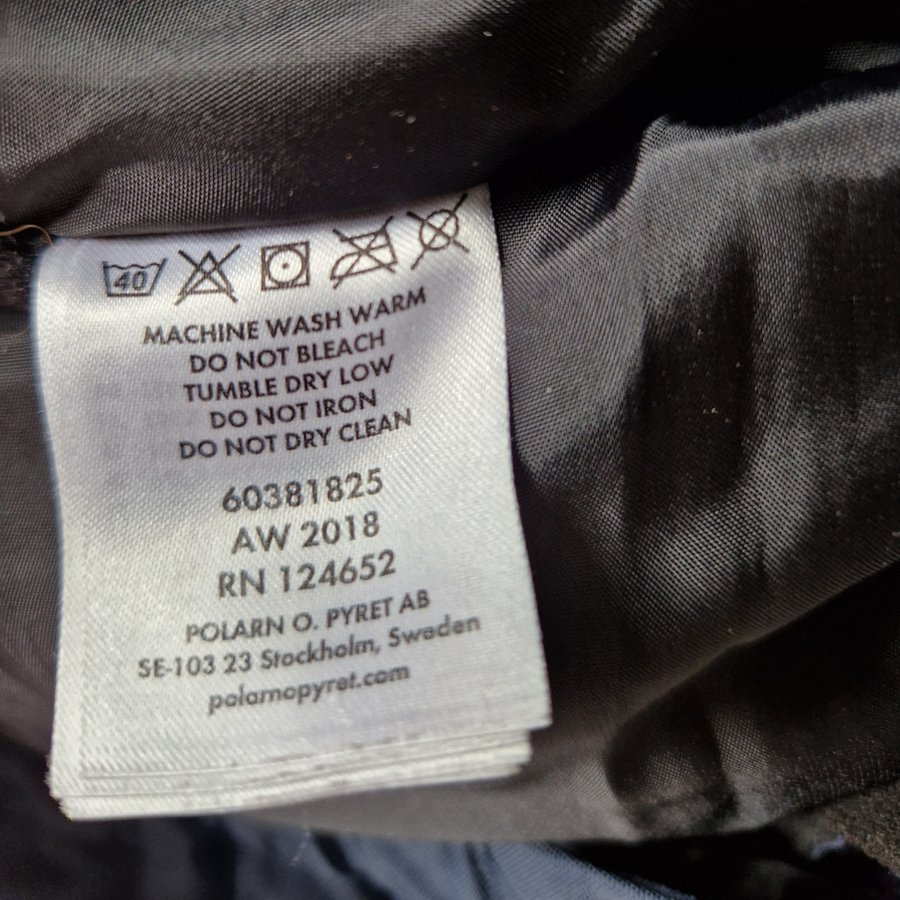 40
MACHINE WASH WARM
DO NOT BLEACH
TUMBLE DRY LOW
DO NOT IRON
DO NOT DRY CLEAN
60381825
AW 2018
RN 124652
POLARN O. PYRET AB
SE-103 23 Stockholm, Sweden
polarnopyret.com